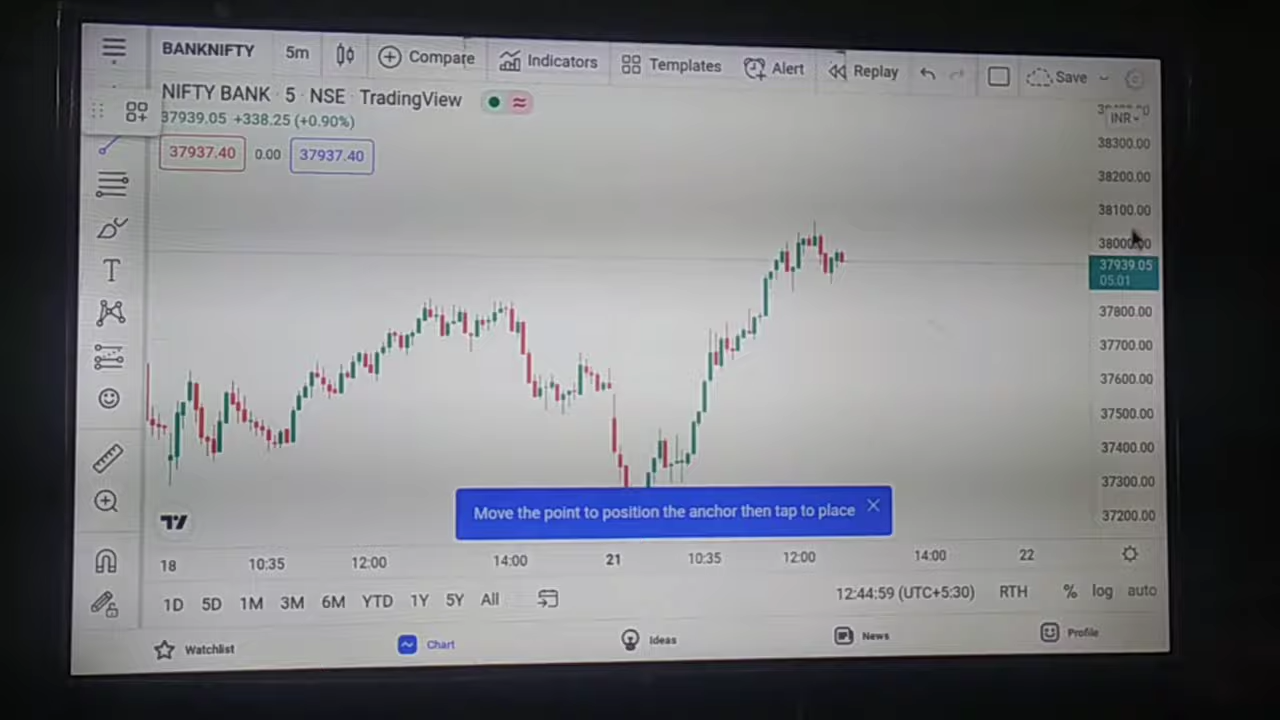 BANKNIFTY 5m Compare Indicators Templates Alert Replay Save
NIFTY BANK · 5 · NSE · TradingView
37939.05 +338.25 (+0.90%)
37937.40 0.00 37937.40
INR
38300.00
38200.00
38100.00
38000.00
37939.05
05:01
37800.00
37700.00
37600.00
37500.00
37400.00
37300.00
37200.00
Move the point to position the anchor then tap to place
18 10:35 12:00 14:00 21 10:35 12:00 14:00 22
1D 5D 1M 3M 6M YTD 1Y 5Y All 12:44:59 (UTC+5:30) RTH % log auto
Watchlist Chart Ideas News Profile